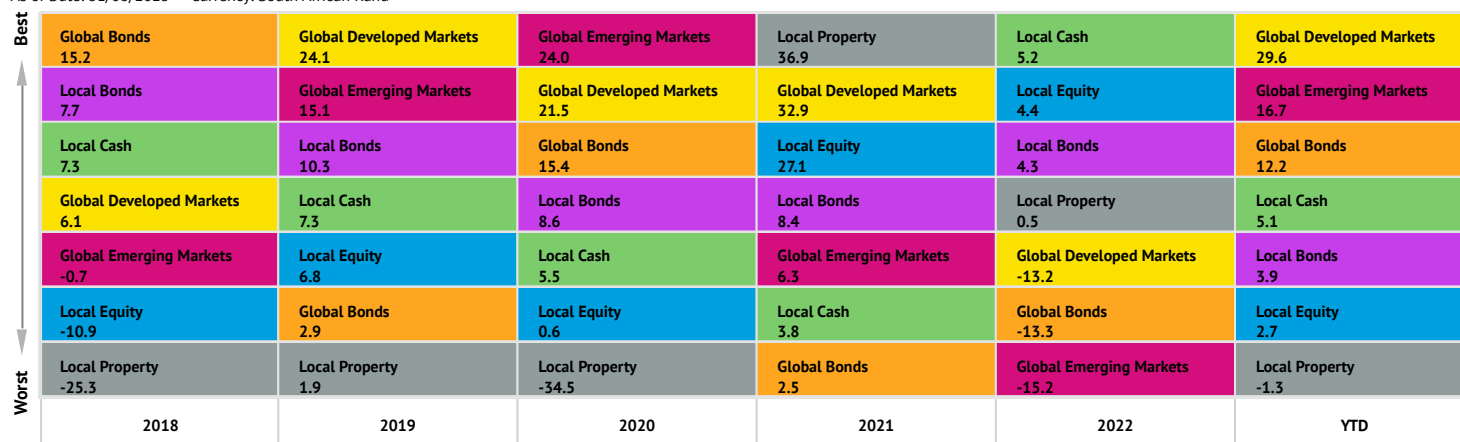 Best
Global Bonds
15.2
Global Developed Markets
24.1
Global Emerging Markets
24.0
Local Property
36.9
Local Cash
5.2
Global Developed Markets
29.6
Local Bonds
7.7
Global Emerging Markets
15.1
Global Developed Markets
21.5
Global Developed Markets
32.9
Local Equity
4.4
Global Emerging Markets
16.7
Local Cash
7.3
Local Bonds
10.3
Global Bonds
15.4
Local Equity
27.1
Local Bonds
4.3
Global Bonds
12.2
Global Developed Markets
6.1
Local Cash
7.3
Local Bonds
8.6
Local Bonds
8.4
Local Property
0.5
Local Cash
5.1
Global Emerging Markets
-0.7
Local Equity
6.8
Local Cash
5.5
Global Emerging Markets
6.3
Global Developed Markets
-13.2
Local Bonds
3.9
Local Equity
-10.9
Global Bonds
2.9
Local Equity
0.6
Local Cash
3.8
Global Bonds
-13.3
Local Equity
2.7
Worst
Local Property
-25.3
Local Property
1.9
Local Property
-34.5
Global Bonds
2.5
Global Emerging Markets
-15.2
Local Property
-1.3
2018
2019
2020
2021
2022
YTD